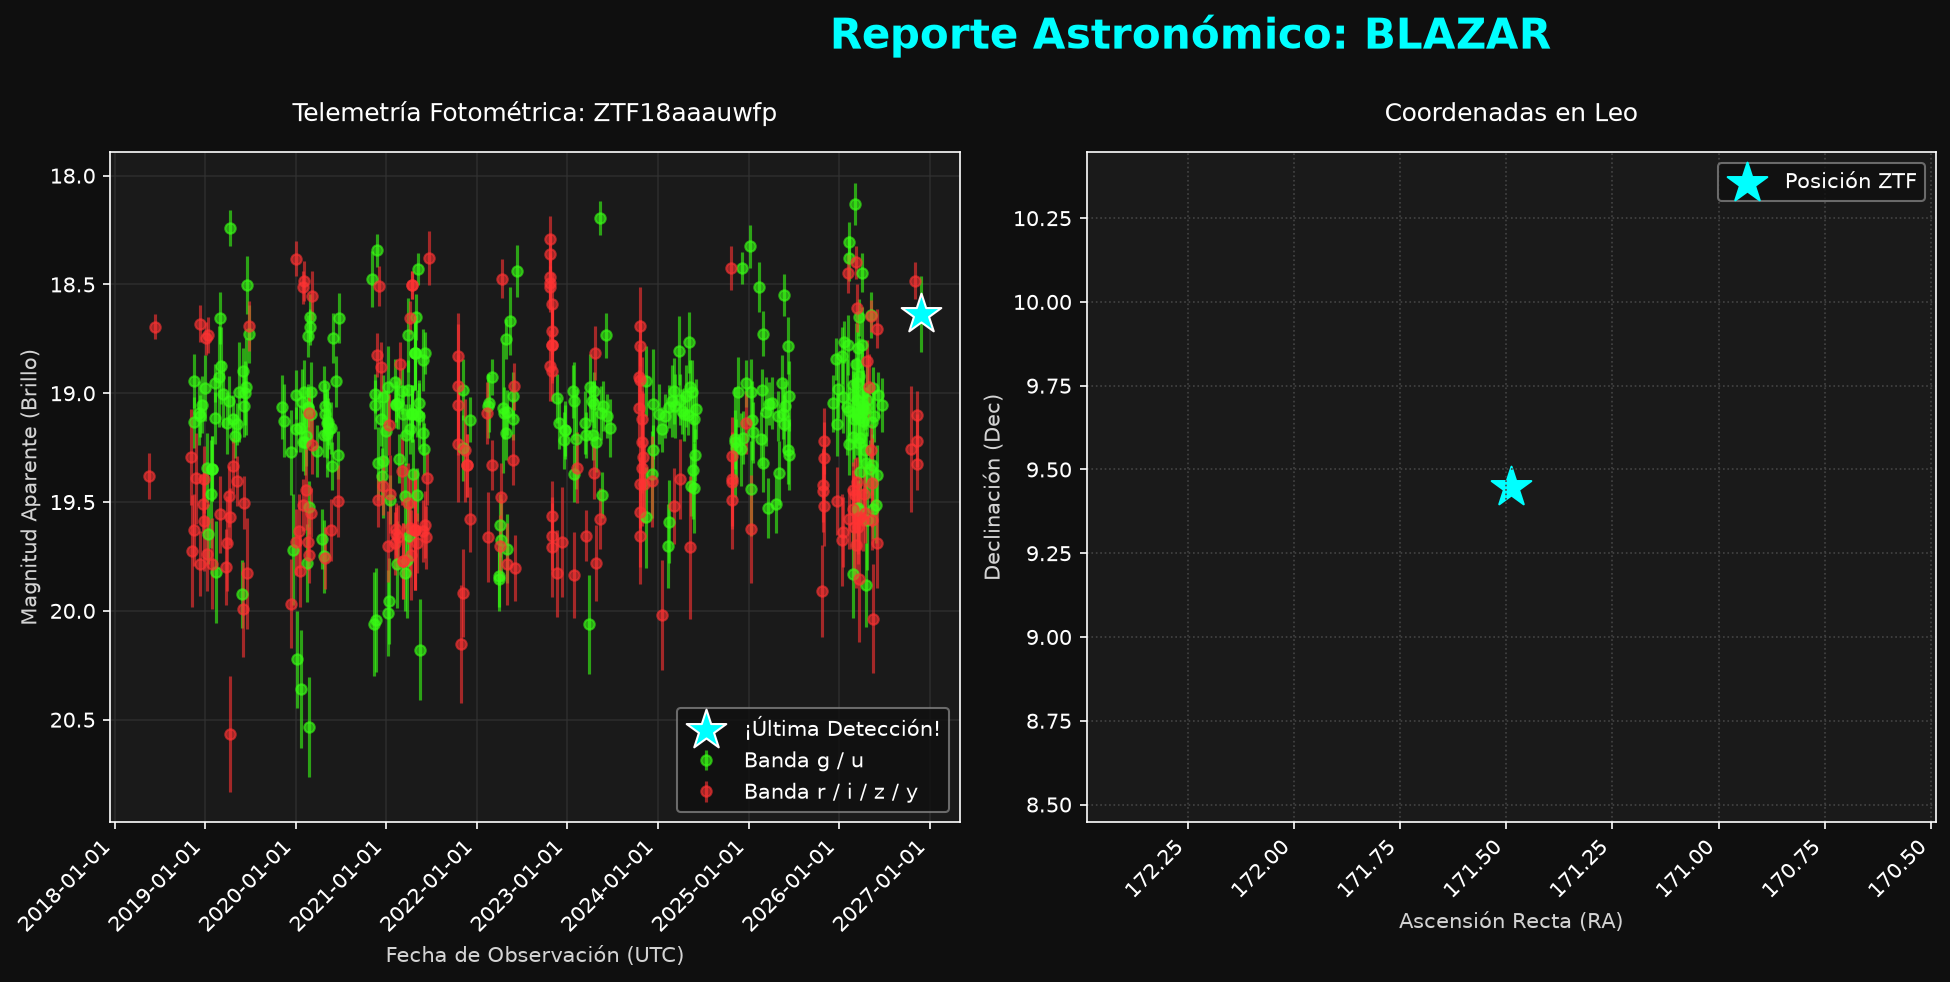 Reporte Astronómico: BLAZAR
Telemetría Fotométrica: ZTF18aaauwfp
Magnitud Aparente (Brillo)
18.0
18.5
19.0
19.5
20.0
20.5
¡Última Detección!
Banda g / u
Banda r / i / z / y
2018-01-01
2019-01-01
2020-01-01
2021-01-01
2022-01-01
2023-01-01
2024-01-01
2025-01-01
2026-01-01
2027-01-01
Fecha de Observación (UTC)
Coordenadas en Leo
Posición ZTF
Declinación (Dec)
10.25
10.00
9.75
9.50
9.25
9.00
8.75
8.50
172.25
172.00
171.75
171.50
171.25
171.00
170.75
170.50
Ascensión Recta (RA)